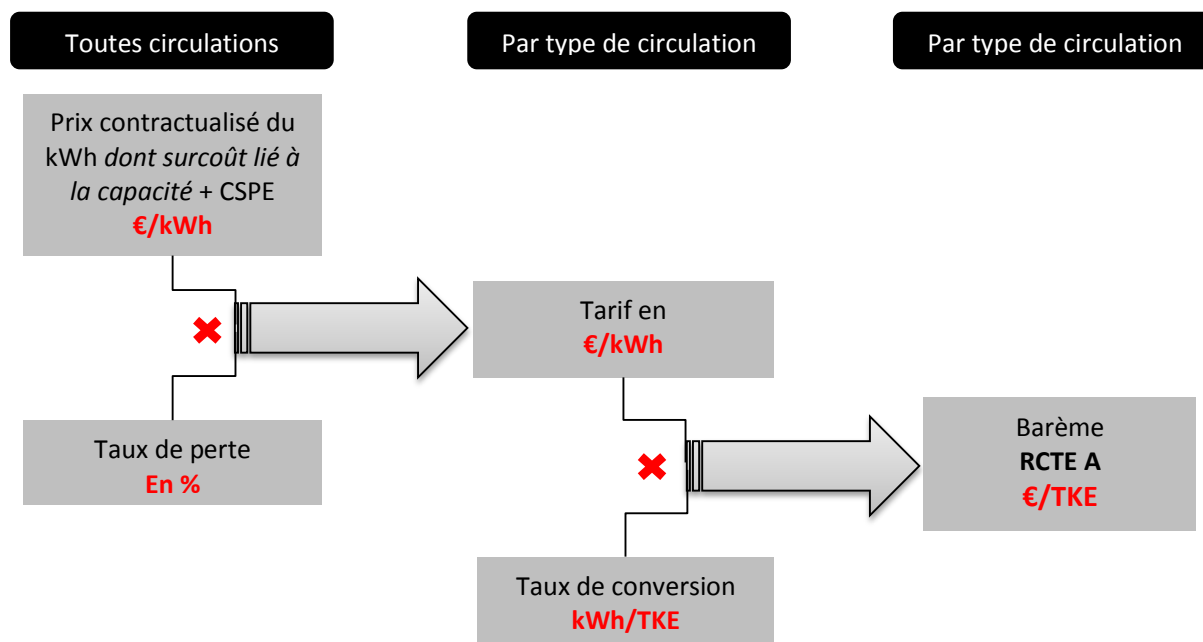 Toutes circulations
Par type de circulation
Par type de circulation
Prix contractualisé du
kWh dont surcoût lié à
la capacité + CSPE
€/kWh
Tarif en
€/kWh
Taux de perte
En %
Barème
RCTE A
€/TKE
Taux de conversion
kWh/TKE